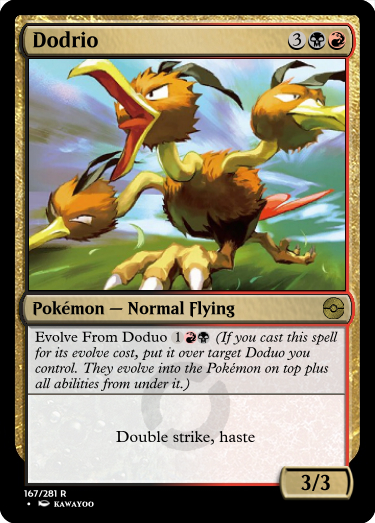 Dodrio 3
Pokémon — Normal Flying
Evolve From Doduo 1 (If you cast this spell
for its evolve cost, put it over target Doduo you
control. They evolve into the Pokémon on top plus
all abilities from under it.)
Double strike, haste
3/3
167/281 R
• KAWAYOO